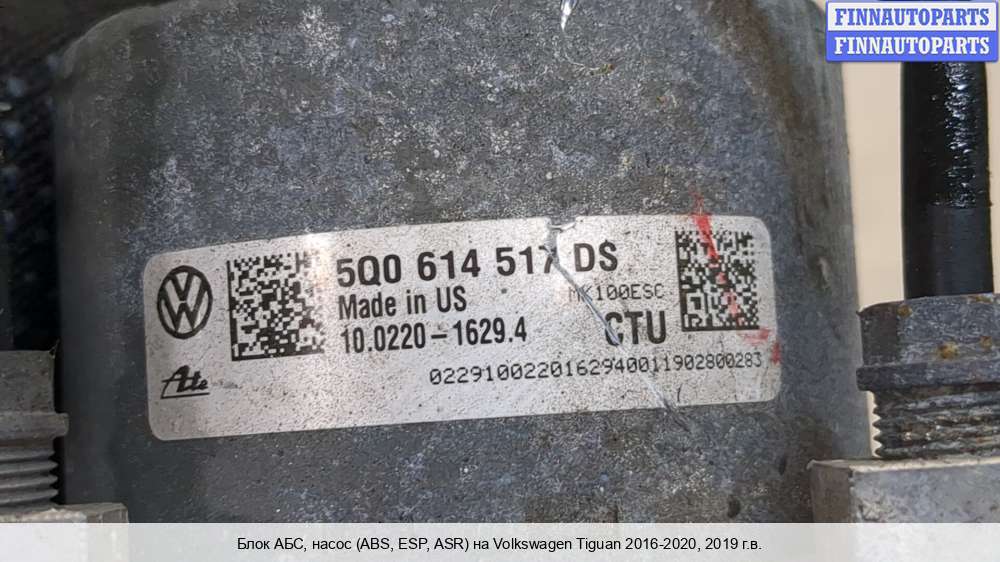 FINNAUTOPARTS
FINNAUTOPARTS
5Q0 614 517 DS
Made in US
MK100ESC
10.0220-1629.4
CTU
Ate
0229100220162940011902800283
Блок АБС, насос (ABS, ESP, ASR) на Volkswagen Tiguan 2016-2020, 2019 г.в.